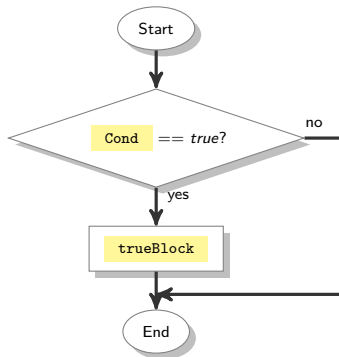 Start
Cond == true?
no
yes
trueBlock
End